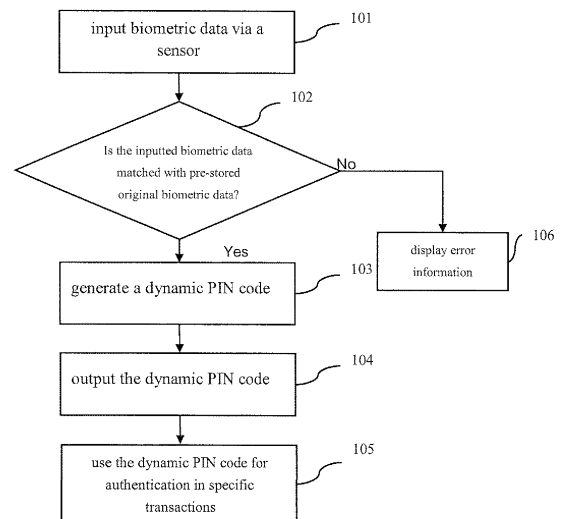 input biometric data via a
sensor
101
102
Is the inputted biometric data
matched with pre-stored
original biometric data?
No
Yes
display error
information
106
generate a dynamic PIN code
103
output the dynamic PIN code
104
use the dynamic PIN code for
authentication in specific
transactions
105